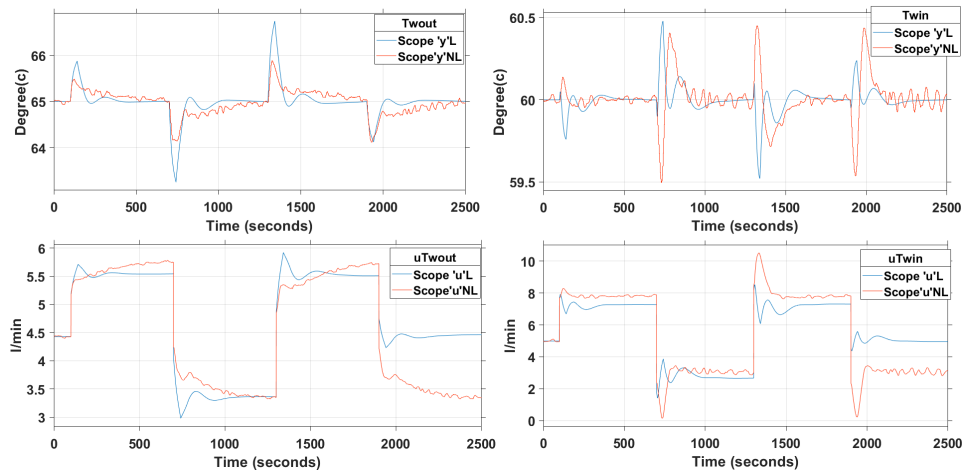 Twout
Scope 'y'L
Scope'y'NL
66
65
64
Degree(c)
0 500 1000 1500 2000 2500
Time (seconds)
Twin
Scope 'y'L
Scope'y'NL
60.5
60
59.5
Degree(c)
0 500 1000 1500 2000 2500
Time (seconds)
uTwout
Scope 'u'L
Scope'u'NL
6
5.5
5
4.5
4
3.5
3
l/min
0 500 1000 1500 2000 2500
Time (seconds)
uTwin
Scope 'u'L
Scope'u'NL
10
8
6
4
2
0
l/min
0 500 1000 1500 2000 2500
Time (seconds)